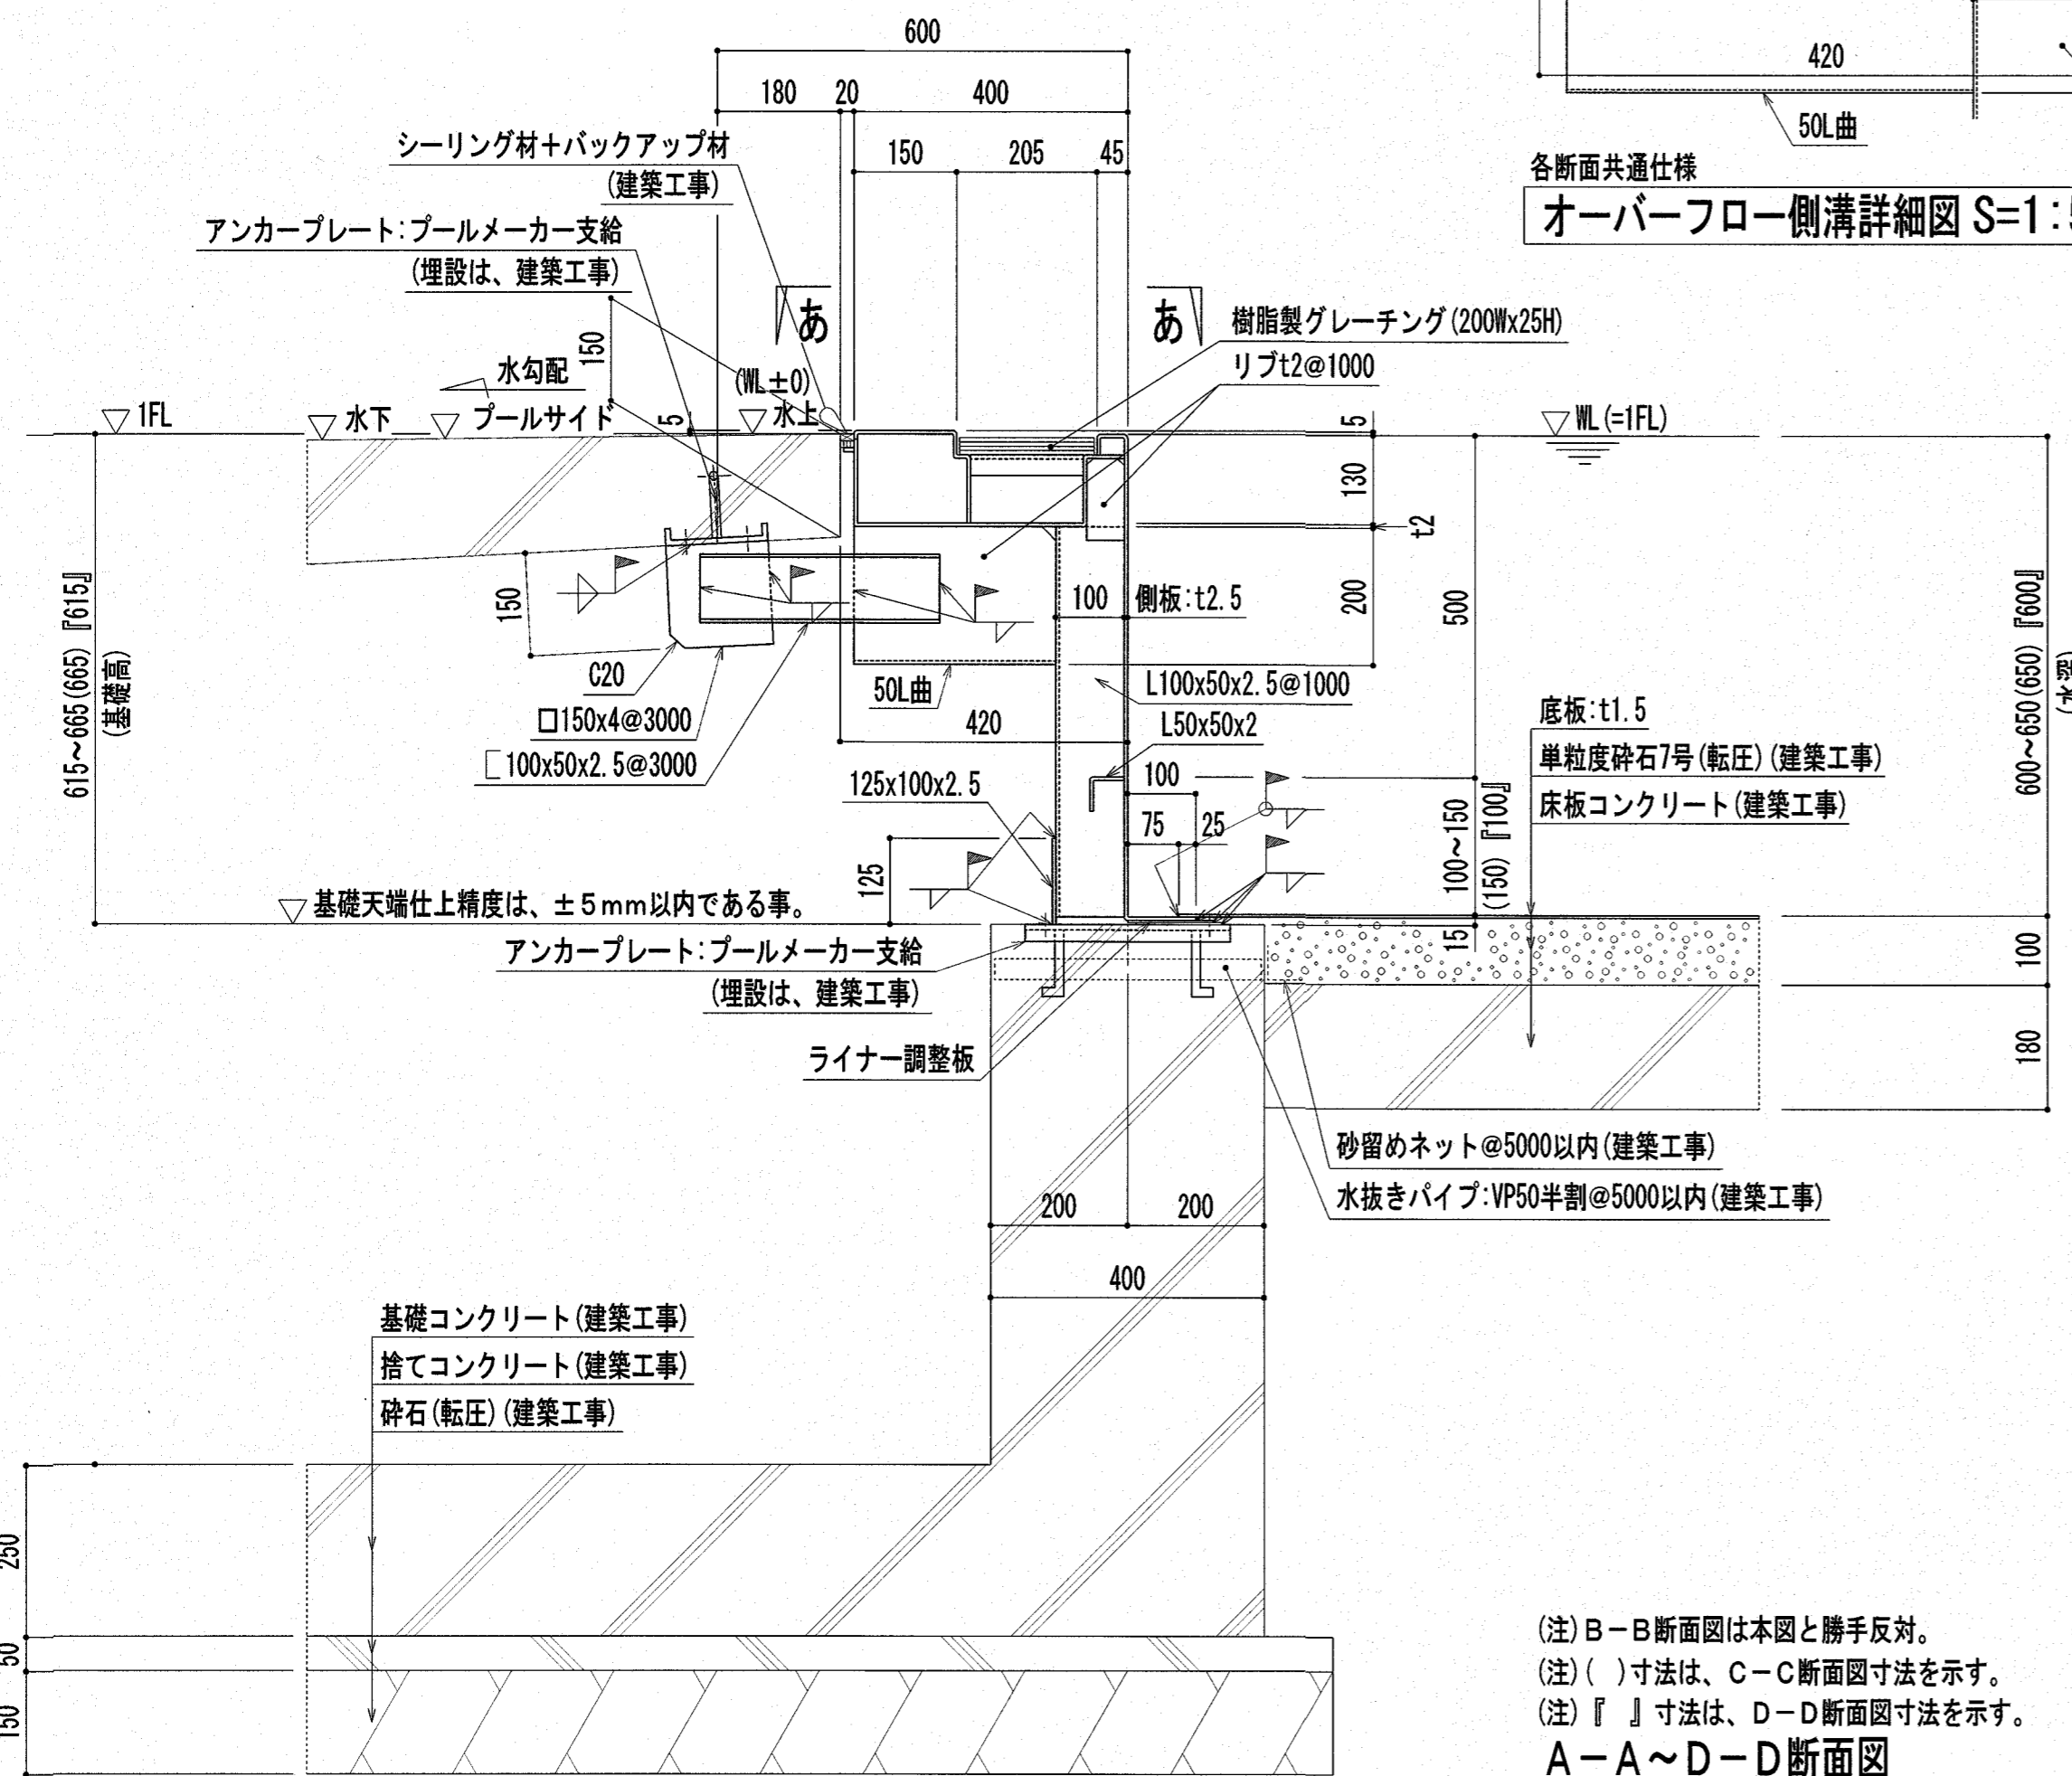 600
180
20
400
150
205
45
420
50L曲
各断面共通仕様
オーバーフロー側溝詳細図 S=1:5
シーリング材＋バックアップ材
(建築工事)
アンカープレート:プールメーカー支給
(埋設は、建築工事)
あ
あ
樹脂製グレーチング(200Wx25H)
リブt2@1000
150
水勾配
(WL±0)
1FL
水下
プールサイド
5
水上
5
WL(=1FL)
130
t2
200
500
615~665(665)『615』
(基礎高)
600~650(650)『600』
150
100
側板:t2.5
C20
50L曲
L100x50x2.5@1000
□150x4@3000
420
L50x50x2
[100x50x2.5@3000
125x100x2.5
100
75
25
125
100~150
(150)『100』
底板:t1.5
単粒度砕石7号(転圧)(建築工事)
床板コンクリート(建築工事)
基礎天端仕上精度は、±5mm以内である事。
15
100
アンカープレート:プールメーカー支給
(埋設は、建築工事)
180
ライナー調整板
砂留めネット@5000以内(建築工事)
水抜きパイプ:VP50半割@5000以内(建築工事)
200
200
400
基礎コンクリート(建築工事)
捨てコンクリート(建築工事)
砕石(転圧)(建築工事)
250
50
150
(注)B－B断面図は本図と勝手反対。
(注)( )寸法は、C－C断面図寸法を示す。
(注)『 』寸法は、D－D断面図寸法を示す。
A－A～D－D断面図